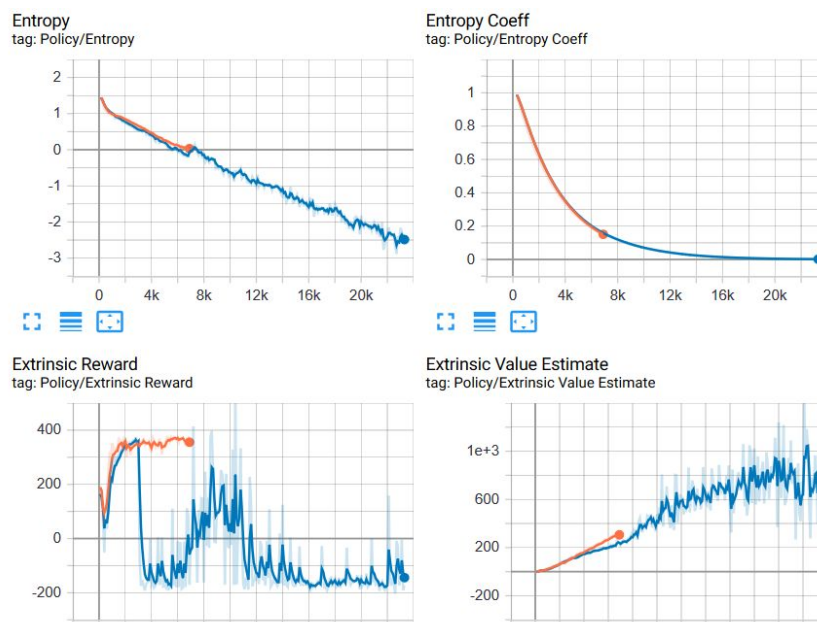 Entropy
tag: Policy/Entropy
2
1
0
-1
-2
-3
0 4k 8k 12k 16k 20k
Entropy Coeff
tag: Policy/Entropy Coeff
1
0.8
0.6
0.4
0.2
0
0 4k 8k 12k 16k 20k
Extrinsic Reward
tag: Policy/Extrinsic Reward
400
200
0
-200
Extrinsic Value Estimate
tag: Policy/Extrinsic Value Estimate
1e+3
600
200
-200